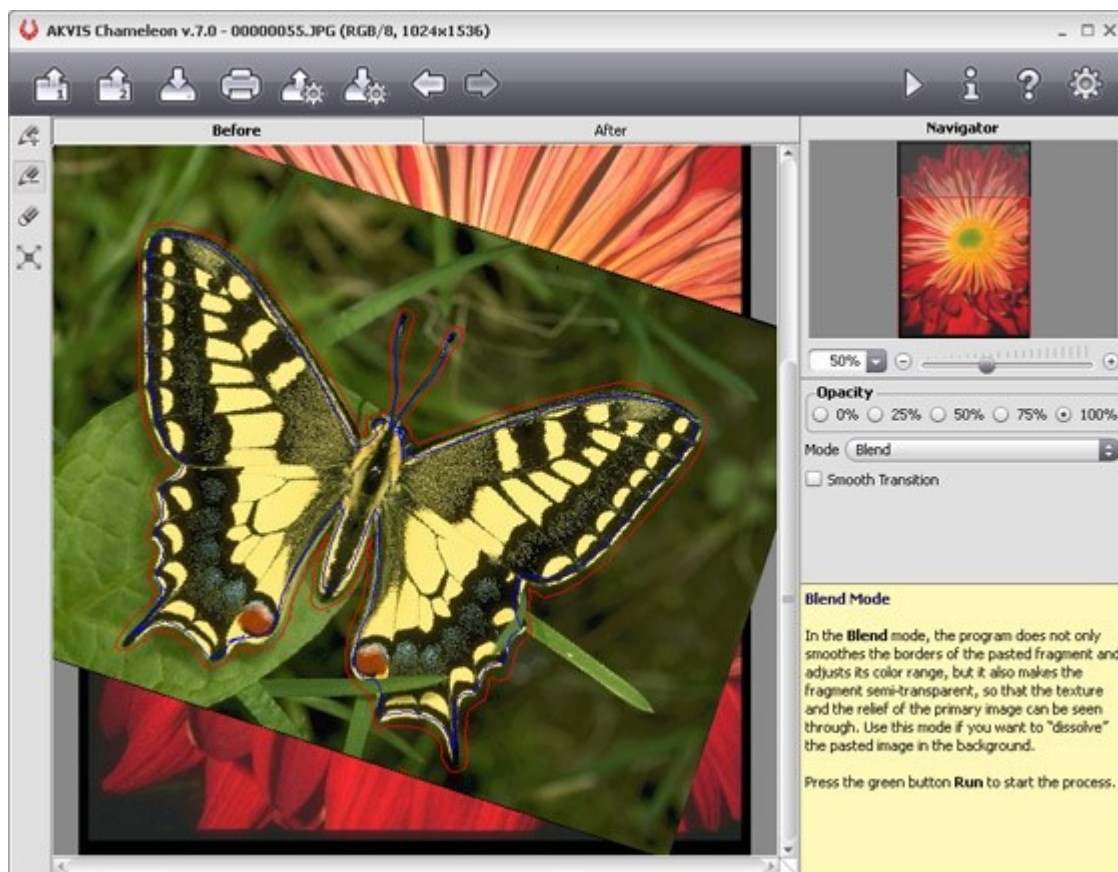 AKVIS Chameleon v.7.0 - 00000055.JPG (RGB/8, 1024x1536)
1 2
Before After
Navigator
50%
Opacity
0% 25% 50% 75% 100%
Mode Blend
Smooth Transition
Blend Mode
In the Blend mode, the program does not only
smoothes the borders of the pasted fragment and
adjusts its color range, but it also makes the
fragment semi-transparent, so that the texture
and the relief of the primary image can be seen
through. Use this mode if you want to “dissolve”
the pasted image in the background.
Press the green button Run to start the process.